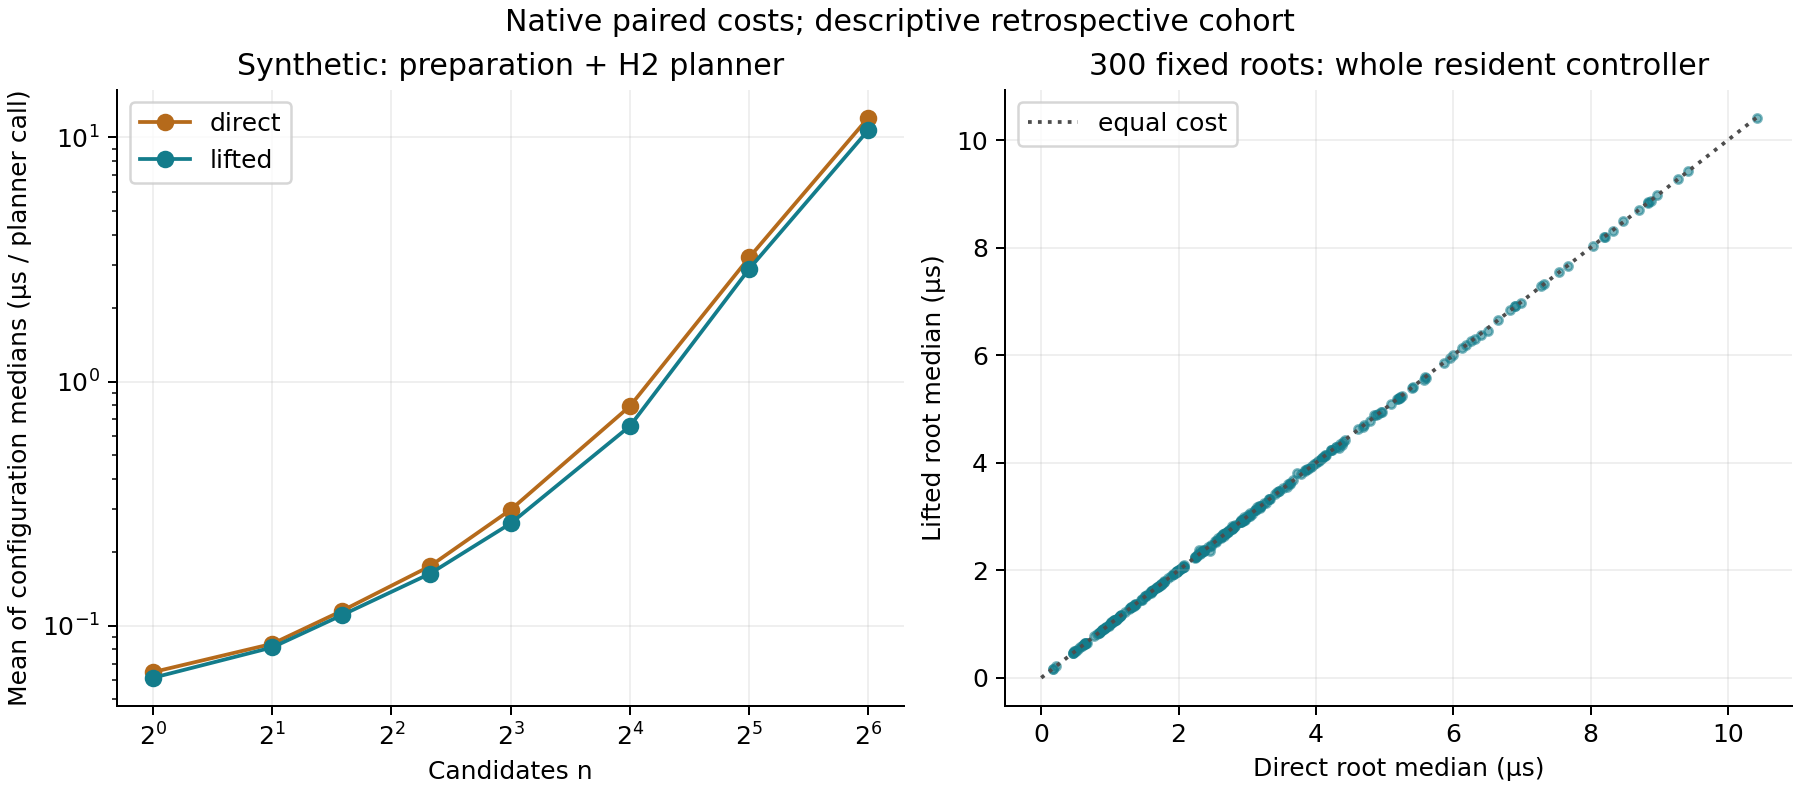 Native paired costs; descriptive retrospective cohort
Synthetic: preparation + H2 planner
direct
lifted
Mean of configuration medians (µs / planner call)
10¹
10⁰
10⁻¹
2⁰ 2¹ 2² 2³ 2⁴ 2⁵ 2⁶
Candidates n
300 fixed roots: whole resident controller
equal cost
Lifted root median (µs)
10
8
6
4
2
0
0 2 4 6 8 10
Direct root median (µs)